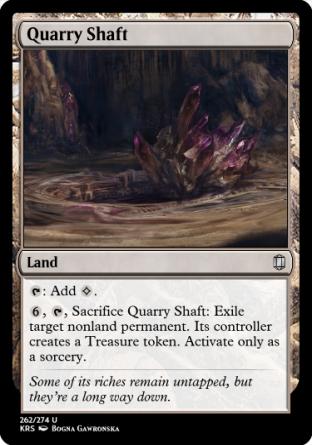 Quarry Shaft
Land
: Add .
6, , Sacrifice Quarry Shaft: Exile
target nonland permanent. Its controller
creates a Treasure token. Activate only as
a sorcery.
Some of its riches remain untapped, but
they're a long way down.
262/274 U
KRS BOGNA GAWRONSKA